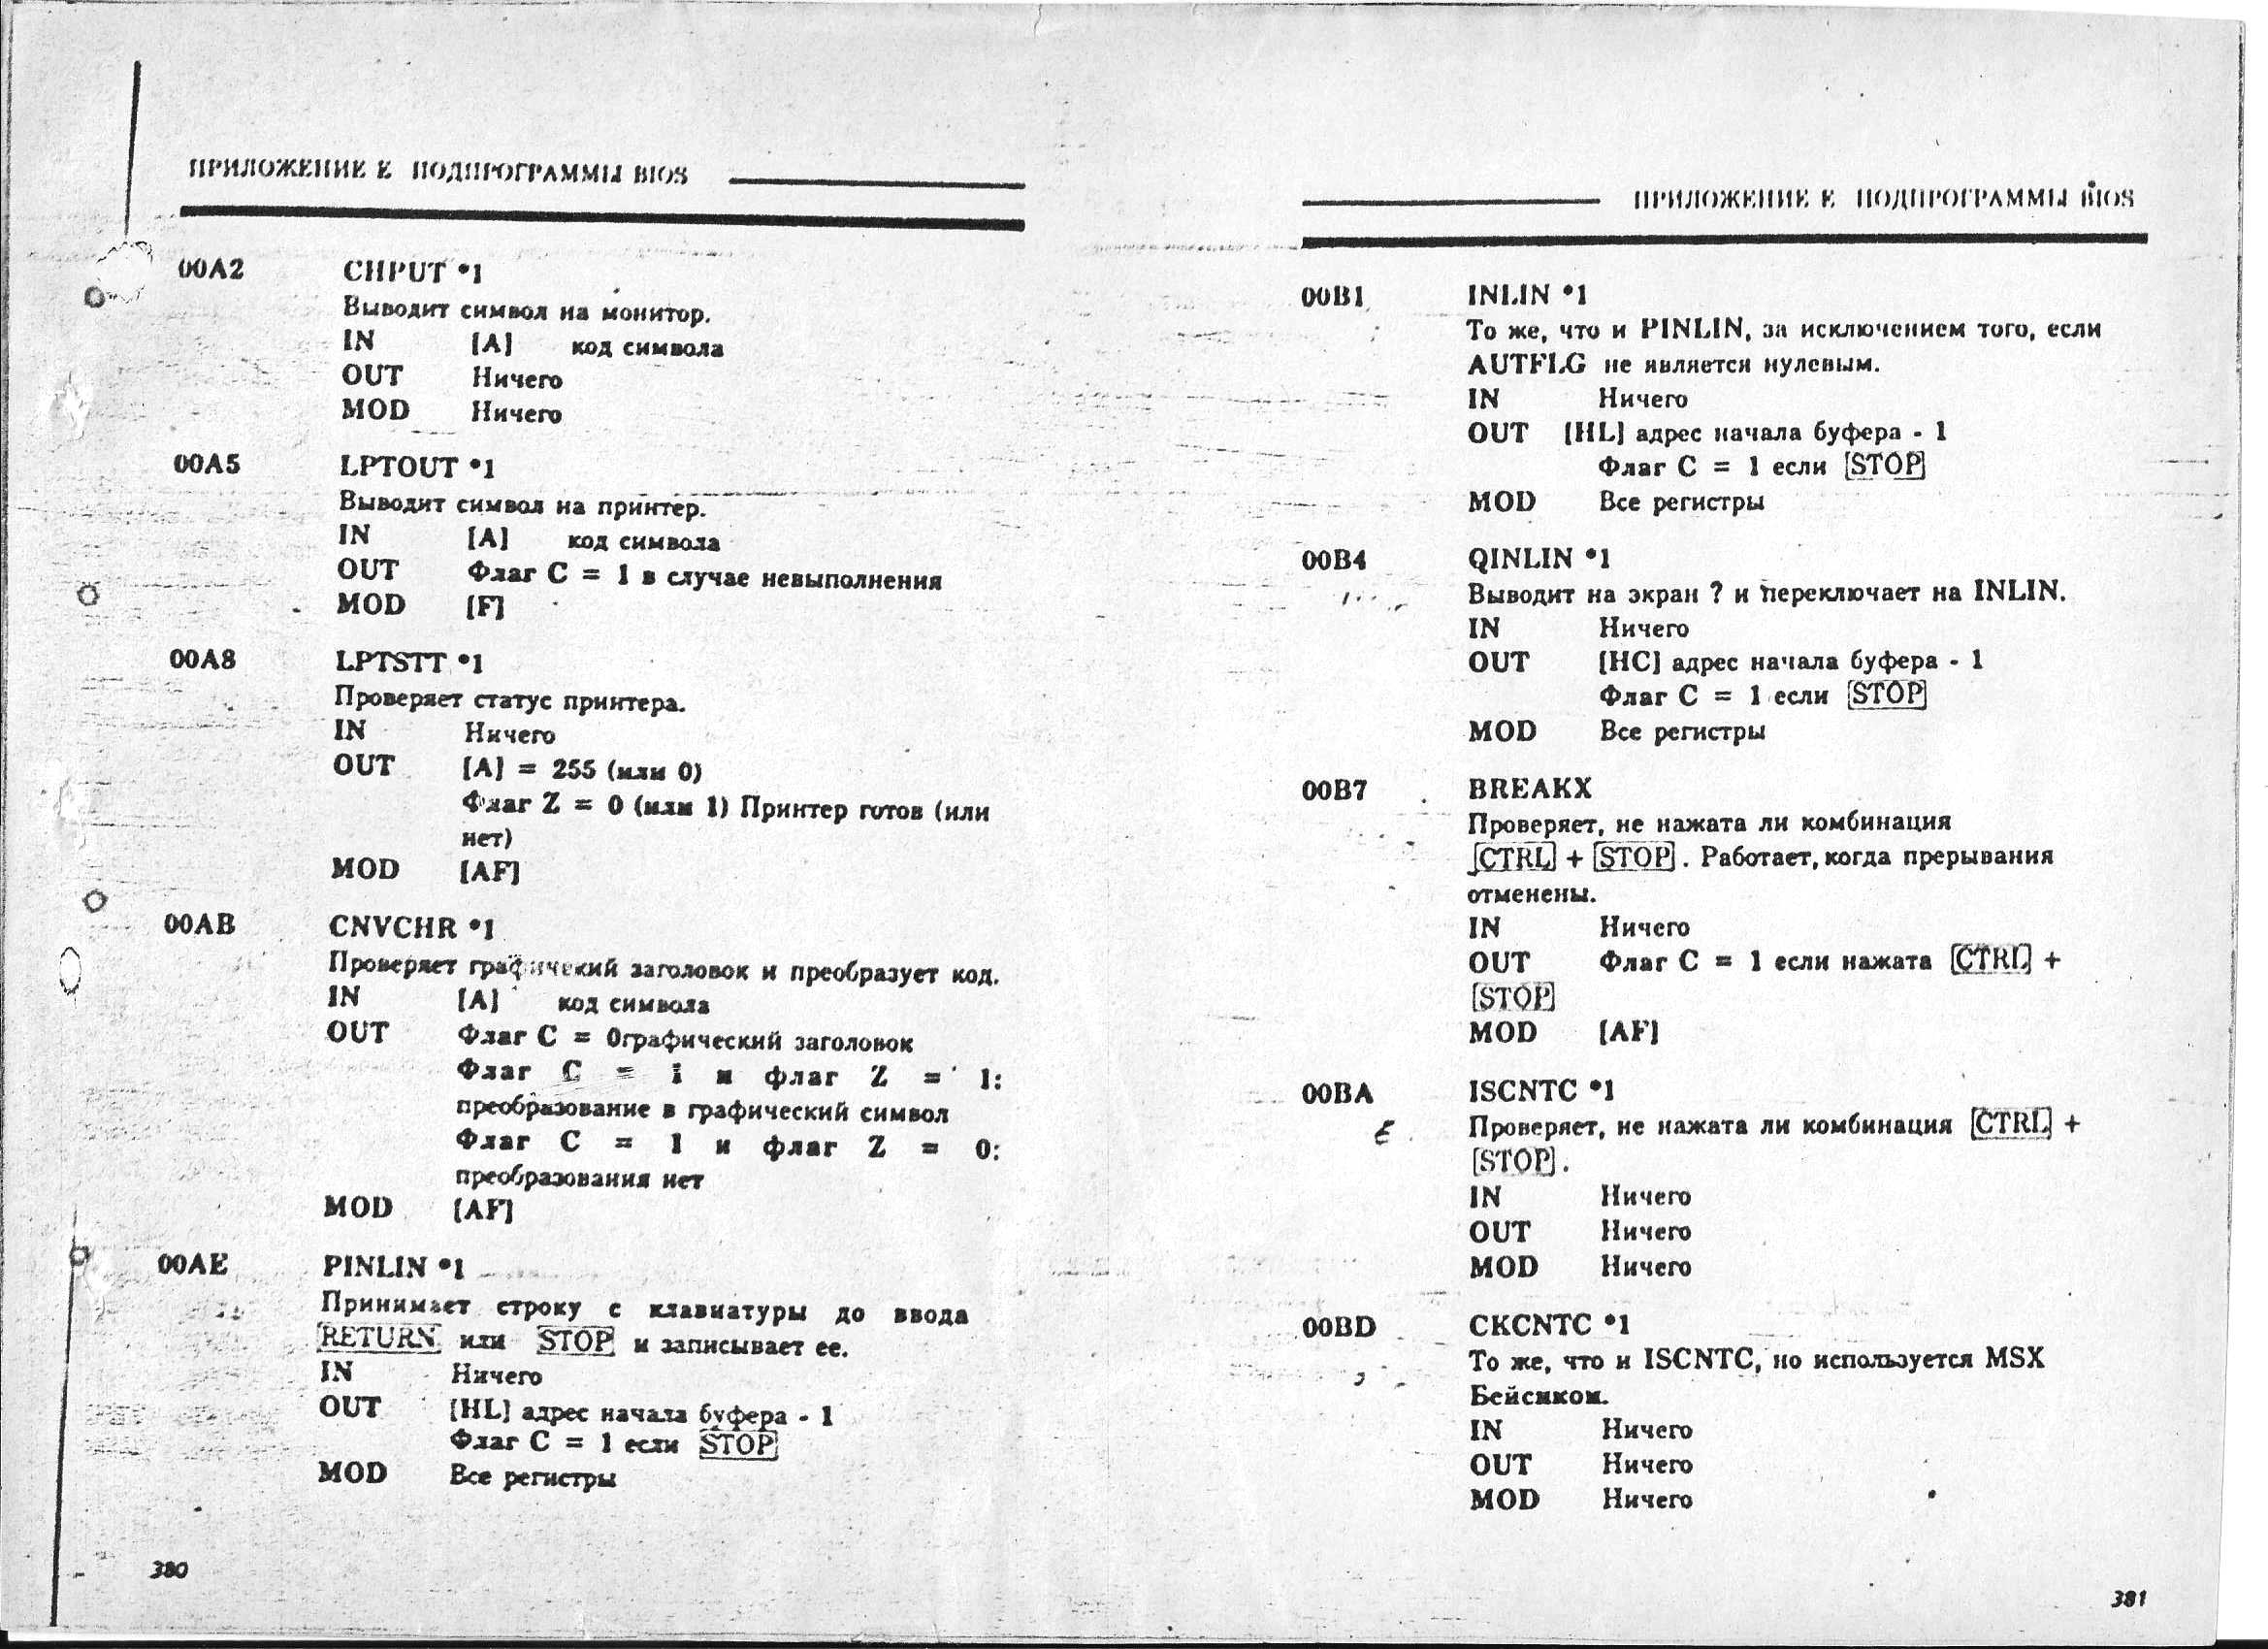 ПРИЛОЖЕНИЕ Е ПОДПРОГРАММЫ BIOS
00A2 CHPUT *1
Выводит символ на монитор.
IN [A] код символа
OUT Ничего
MOD Ничего
00A5 LPTOUT *1
Выводит символ на принтер.
IN [A] код символа
OUT Флаг C = 1 в случае невыполнения
MOD [F]
00A8 LPTSTT *1
Проверяет статус принтера.
IN Ничего
OUT [A] = 255 (или 0)
Флаг Z = 0 (или 1) Принтер готов (или
нет)
MOD [AF]
00AB CNVCHR *1
Проверяет графический заголовок и преобразует код.
IN [A] код символа
OUT Флаг C = 0графический заголовок
Флаг C = 1 и флаг Z = 1:
преобразование в графический символ
Флаг C = 1 и флаг Z = 0:
преобразования нет
MOD [AF]
00AE PINLIN *1
Принимает строку с клавиатуры до ввода
[RETURN] или [STOP] и записывает ее.
IN Ничего
OUT [HL] адрес начала буфера - 1
Флаг C = 1 если [STOP]
MOD Все регистры
380
ПРИЛОЖЕНИЕ Е ПОДПРОГРАММЫ BIOS
00B1 INLIN *1
То же, что и PINLIN, за исключением того, если
AUTFLG не является нулевым.
IN Ничего
OUT [HL] адрес начала буфера - 1
Флаг C = 1 если [STOP]
MOD Все регистры
00B4 QINLIN *1
Выводит на экран ? и переключает на INLIN.
IN Ничего
OUT [HC] адрес начала буфера - 1
Флаг C = 1 если [STOP]
MOD Все регистры
00B7 BREAKX
Проверяет, не нажата ли комбинация
[CTRL] + [STOP]. Работает, когда прерывания
отменены.
IN Ничего
OUT Флаг C = 1 если нажата [CTRL] +
[STOP]
MOD [AF]
00BA ISCNTC *1
Проверяет, не нажата ли комбинация [CTRL] +
[STOP].
IN Ничего
OUT Ничего
MOD Ничего
00BD CKCNTC *1
То же, что и ISCNTC, но используется MSX
Бейсиком.
IN Ничего
OUT Ничего
MOD Ничего
381